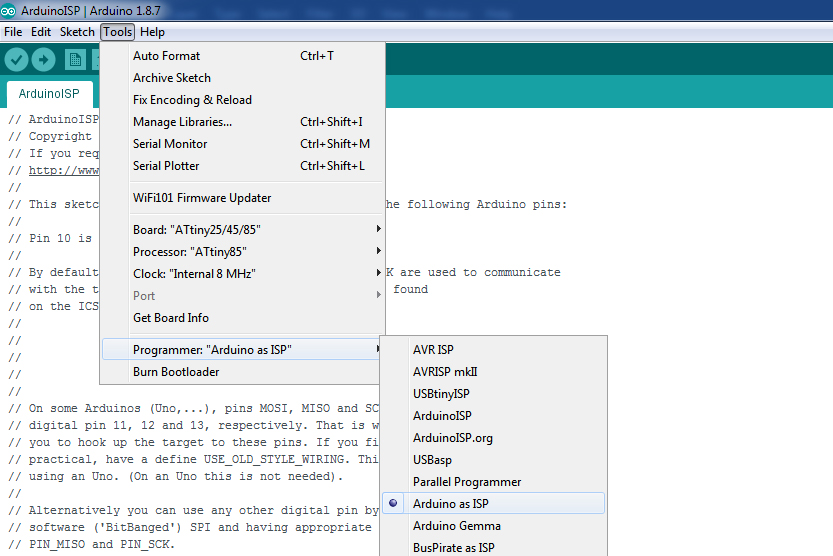 ArduinoISP | Arduino 1.8.7
File Edit Sketch Tools Help
ArduinoISP
Auto Format Ctrl+T
Archive Sketch
Fix Encoding & Reload
Manage Libraries... Ctrl+Shift+I
Serial Monitor Ctrl+Shift+M
Serial Plotter Ctrl+Shift+L
WiFi101 Firmware Updater
Board: "ATtiny25/45/85"
Processor: "ATtiny85"
Clock: "Internal 8 MHz"
Port
Get Board Info
Programmer: "Arduino as ISP"
Burn Bootloader
AVR ISP
AVRISP mkII
USBtinyISP
ArduinoISP
ArduinoISP.org
USBasp
Parallel Programmer
Arduino as ISP
Arduino Gemma
BusPirate as ISP
// ArduinoISP
// Copyright
// If you req
// http://www
//
// This sketc he following Arduino pins:
//
// Pin 10 is
//
// By default K are used to communicate
// with the t found
// on the ICS
//
//
//
//
//
// On some Arduinos (Uno,...), pins MOSI, MISO and SC
// digital pin 11, 12 and 13, respectively. That is w
// you to hook up the target to these pins. If you fi
// practical, have a define USE_OLD_STYLE_WIRING. Thi
// using an Uno. (On an Uno this is not needed).
//
// Alternatively you can use any other digital pin by
// software ('BitBanged') SPI and having appropriate
// PIN_MISO and PIN_SCK.